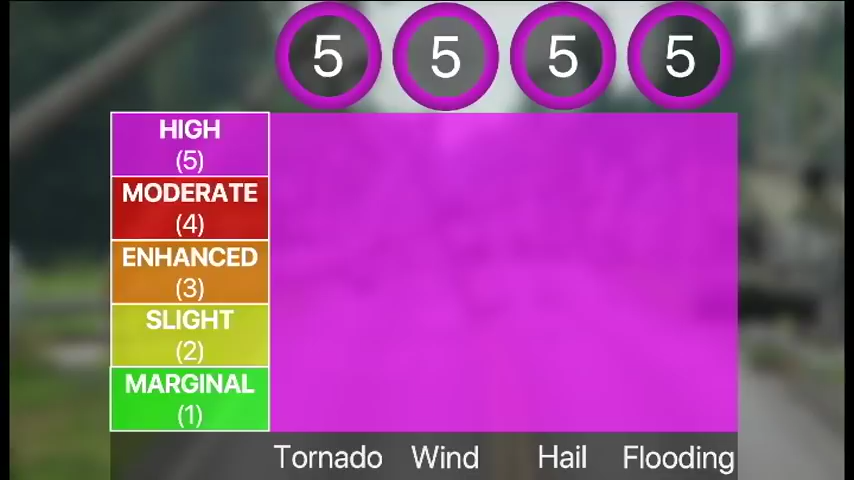 5 5 5 5
HIGH
(5)
MODERATE
(4)
ENHANCED
(3)
SLIGHT
(2)
MARGINAL
(1)
Tornado Wind Hail Flooding